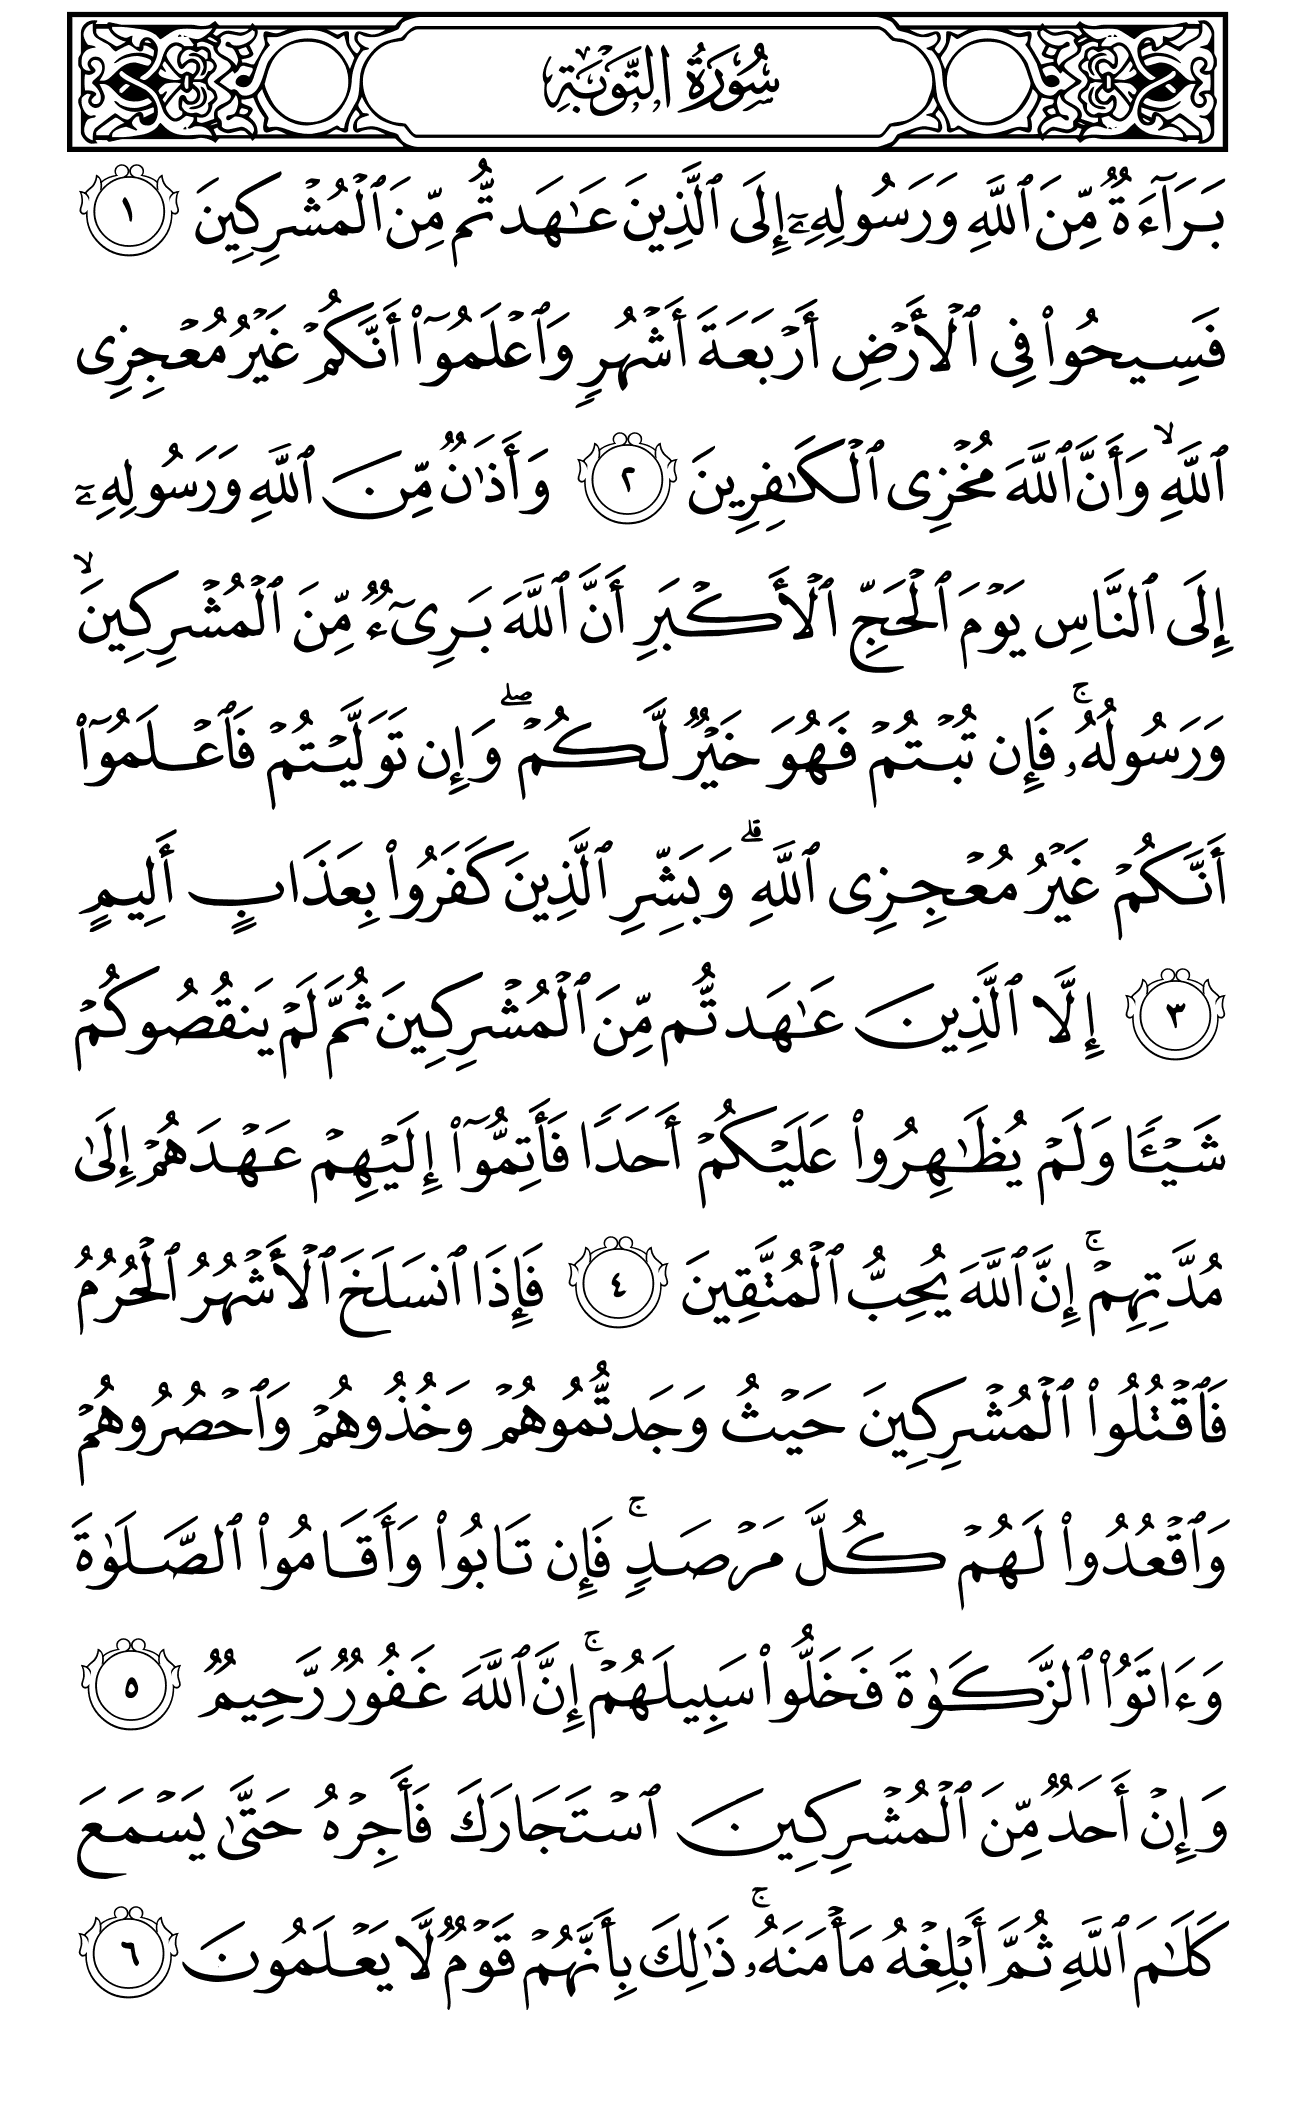 سُورَةُ التَّوۡبَةِ
بَرَآءَةٞ مِّنَ ٱللَّهِ وَرَسُولِهِۦٓ إِلَى ٱلَّذِينَ عَٰهَدتُّم مِّنَ ٱلۡمُشۡرِكِينَ ١
فَسِيحُواْ فِي ٱلۡأَرۡضِ أَرۡبَعَةَ أَشۡهُرٖ وَٱعۡلَمُوٓاْ أَنَّكُمۡ غَيۡرُ مُعۡجِزِي
ٱللَّهِۙ وَأَنَّ ٱللَّهَ مُخۡزِي ٱلۡكَٰفِرِينَ ٢ وَأَذَٰنٞ مِّنَ ٱللَّهِ وَرَسُولِهِۦٓ
إِلَى ٱلنَّاسِ يَوۡمَ ٱلۡحَجِّ ٱلۡأَكۡبَرِ أَنَّ ٱللَّهَ بَرِيٓءٞ مِّنَ ٱلۡمُشۡرِكِينَۙ
وَرَسُولُهُۥۚ فَإِن تُبۡتُمۡ فَهُوَ خَيۡرٞ لَّكُمۡۖ وَإِن تَوَلَّيۡتُمۡ فَٱعۡلَمُوٓاْ
أَنَّكُمۡ غَيۡرُ مُعۡجِزِي ٱللَّهِۗ وَبَشِّرِ ٱلَّذِينَ كَفَرُواْ بِعَذَابٍ أَلِيمٍ
٣ إِلَّا ٱلَّذِينَ عَٰهَدتُّم مِّنَ ٱلۡمُشۡرِكِينَ ثُمَّ لَمۡ يَنقُصُوكُمۡ
شَيۡـٔٗا وَلَمۡ يُظَٰهِرُواْ عَلَيۡكُمۡ أَحَدٗا فَأَتِمُّوٓاْ إِلَيۡهِمۡ عَهۡدَهُمۡ إِلَىٰ
مُدَّتِهِمۡۚ إِنَّ ٱللَّهَ يُحِبُّ ٱلۡمُتَّقِينَ ٤ فَإِذَا ٱنسَلَخَ ٱلۡأَشۡهُرُ ٱلۡحُرُمُ
فَٱقۡتُلُواْ ٱلۡمُشۡرِكِينَ حَيۡثُ وَجَدتُّمُوهُمۡ وَخُذُوهُمۡ وَٱحۡصُرُوهُمۡ
وَٱقۡعُدُواْ لَهُمۡ كُلَّ مَرۡصَدٖۚ فَإِن تَابُواْ وَأَقَامُواْ ٱلصَّلَوٰةَ
وَءَاتَوُاْ ٱلزَّكَوٰةَ فَخَلُّواْ سَبِيلَهُمۡۚ إِنَّ ٱللَّهَ غَفُورٞ رَّحِيمٞ ٥
وَإِنۡ أَحَدٞ مِّنَ ٱلۡمُشۡرِكِينَ ٱسۡتَجَارَكَ فَأَجِرۡهُ حَتَّىٰ يَسۡمَعَ
كَلَٰمَ ٱللَّهِ ثُمَّ أَبۡلِغۡهُ مَأۡمَنَهُۥۚ ذَٰلِكَ بِأَنَّهُمۡ قَوۡمٞ لَّا يَعۡلَمُونَ ٦